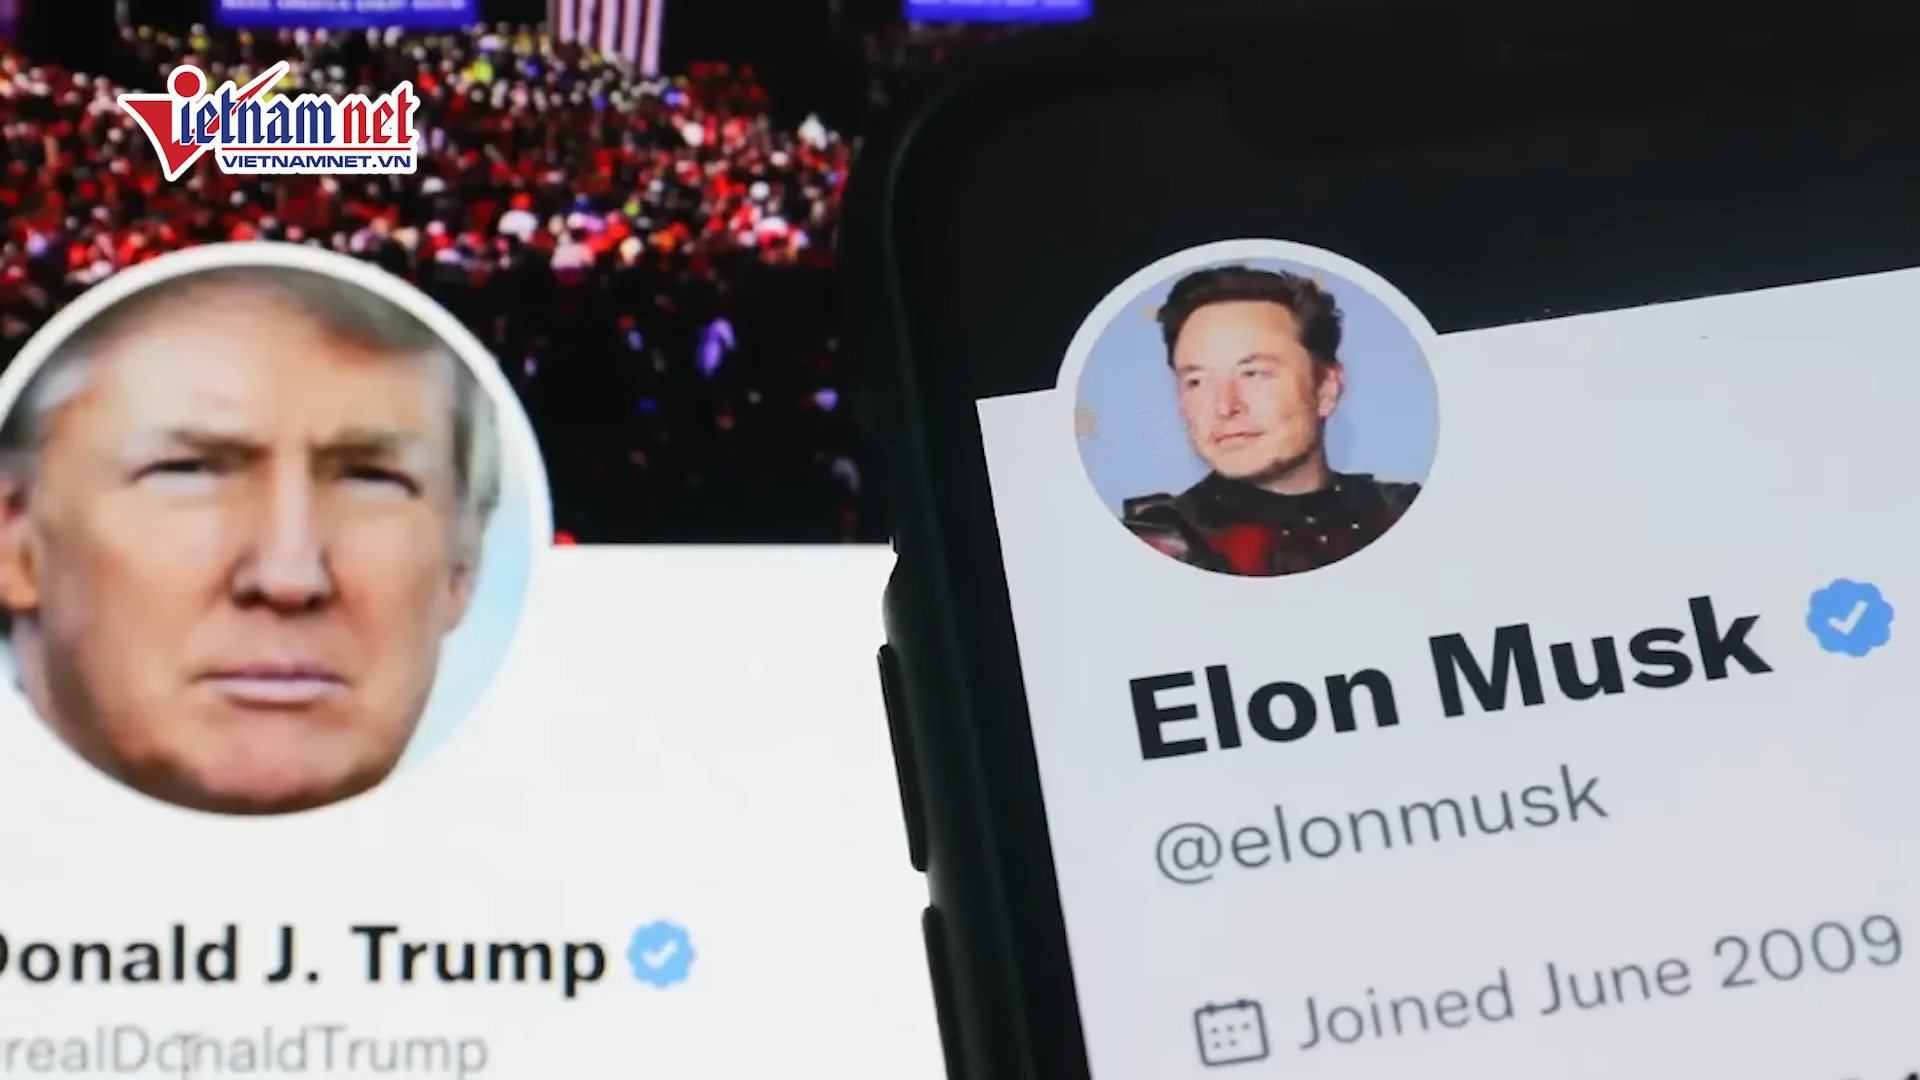 Vietnamnet
VIETNAMNET.VN
Donald J. Trump
realDonaldTrump
Elon Musk
@elonmusk
Joined June 2009